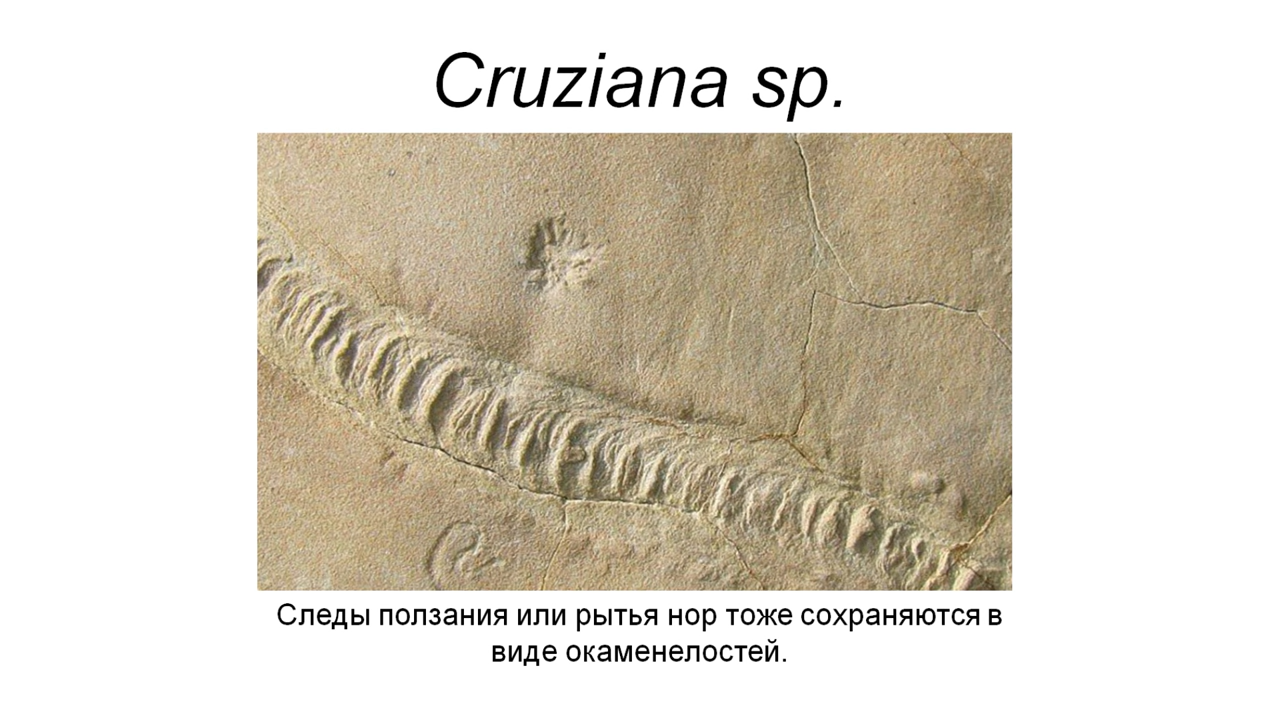 Cruziana sp.
Следы ползания или рытья нор тоже сохраняются в
виде окаменелостей.